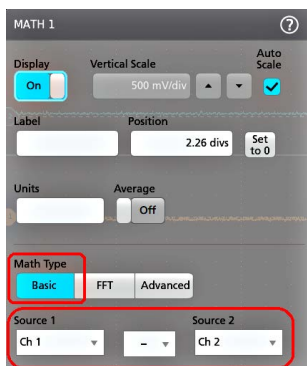 MATH 1 ?
Display Vertical Scale Auto Scale
On 500 mV/div
Label Position
2.26 divs Set to 0
Units Average
Off
Math Type
Basic FFT Advanced
Source 1 Source 2
Ch 1 – Ch 2